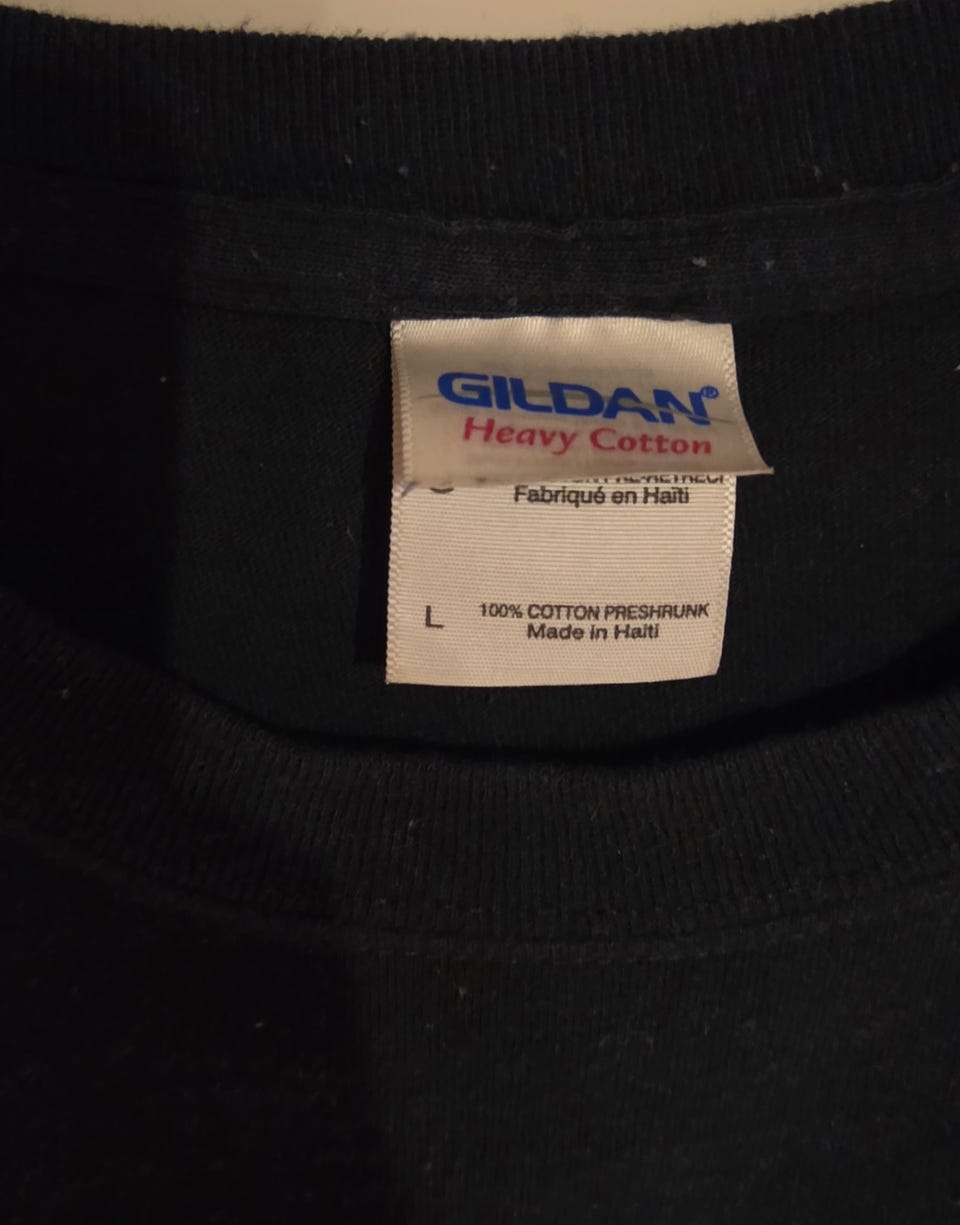 GILDAN®
Heavy Cotton
Fabriqué en Haïti
L
100% COTTON PRESHRUNK
Made in Haiti